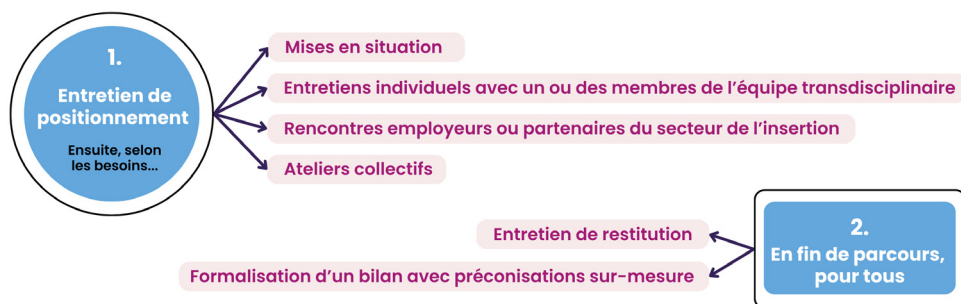 1.
Entretien de
positionnement
Ensuite, selon
les besoins...
Mises en situation
Entretiens individuels avec un ou des membres de l'équipe transdisciplinaire
Rencontres employeurs ou partenaires du secteur de l'insertion
Ateliers collectifs
2.
En fin de parcours,
pour tous
Entretien de restitution
Formalisation d'un bilan avec préconisations sur-mesure